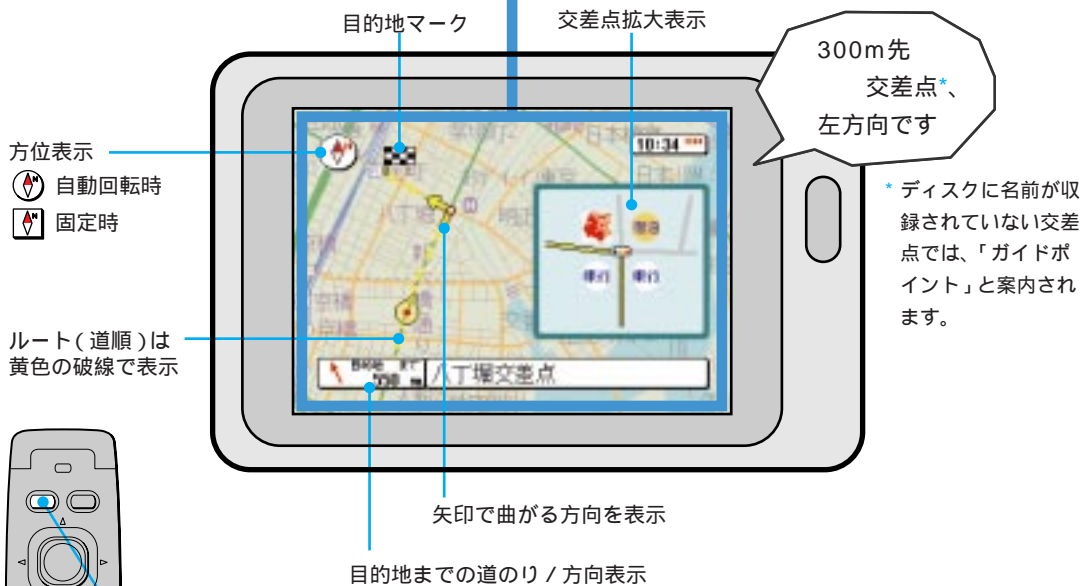 目的地マーク
交差点拡大表示
300m先
交差点*、
左方向です
方位表示
自動回転時
固定時
10:34
* ディスクに名前が収
録されていない交差
点では、「ガイドポ
イント」と案内され
ます。
ルート(道順)は
黄色の破線で表示
八丁堀交差点
矢印で曲がる方向を表示
目的地までの道のり/方向表示